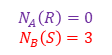 N_A(R) = 0
N_B(S) = 3